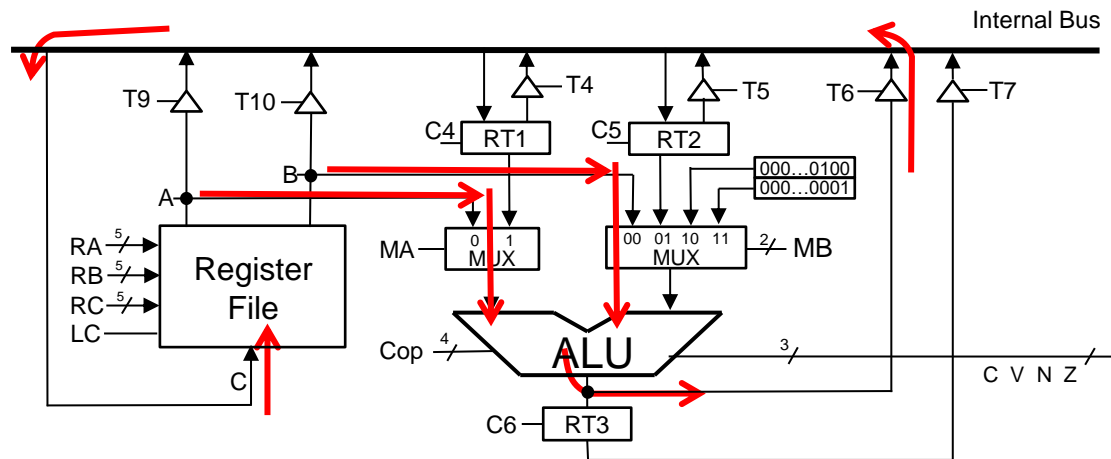 Internal Bus
T9
T10
T4
T5
T6
T7
C4
RT1
C5
RT2
000...0100
000...0001
B
A
RA 5
RB 5
RC 5
LC
Register
File
MA
0 1
MUX
00 01 10 11
MUX
2 MB
Cop 4
ALU
3
C V N Z
C
C6
RT3